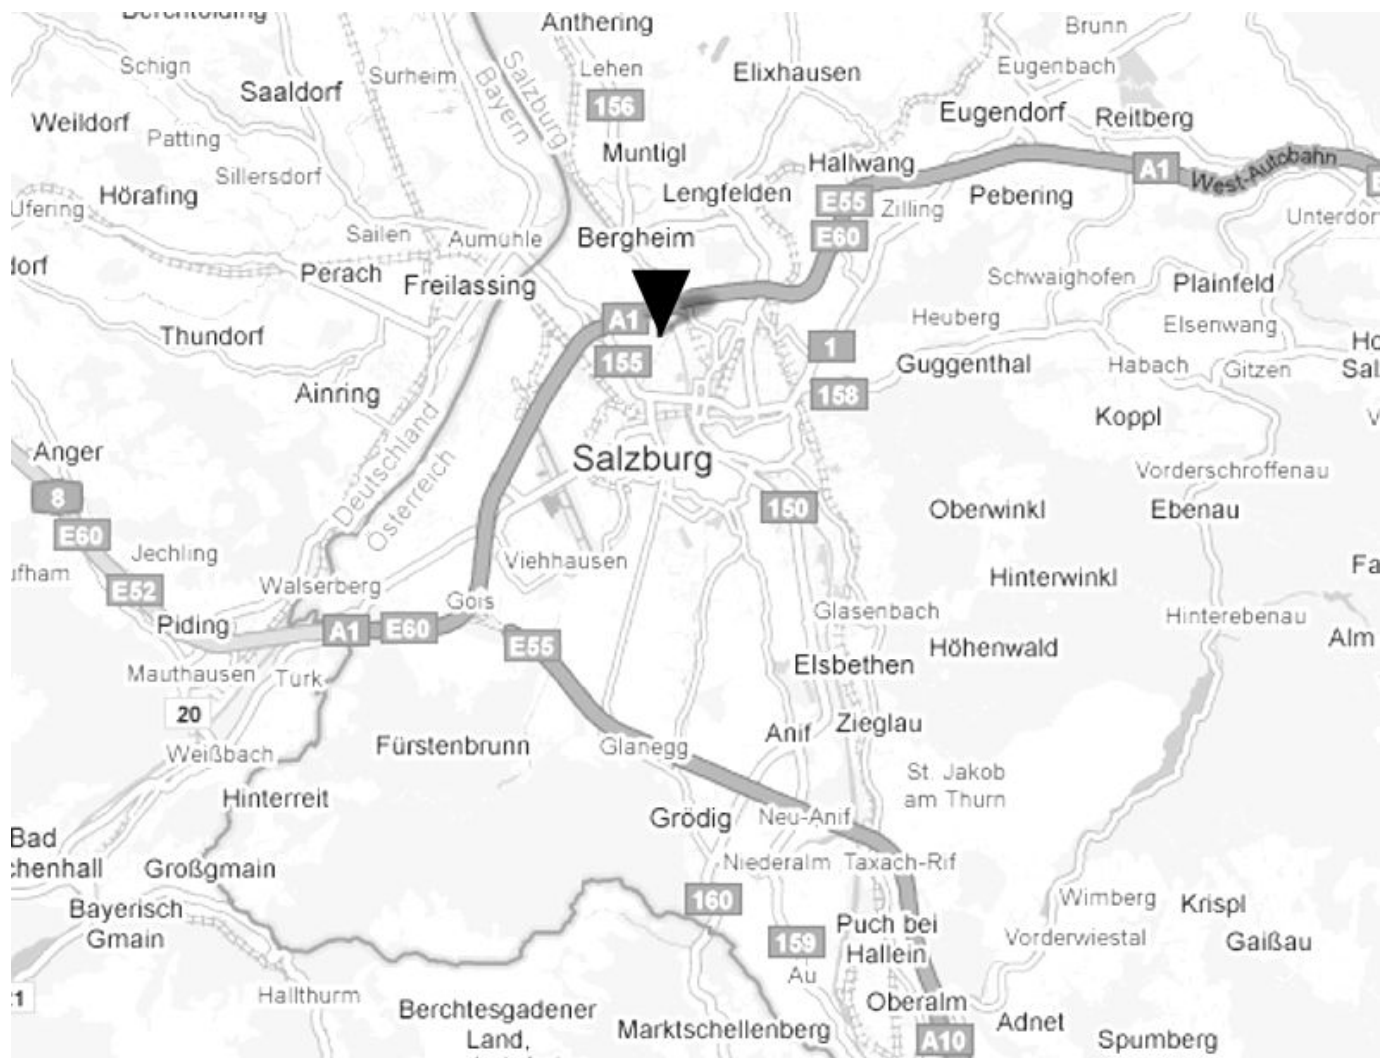 Anthering
Brunn
Schign
Surheim
Salzburg
Bayern
Lehen
Elixhausen
Eugenbach
Saaldorf
156
Eugendorf
Reitberg
Weildorf
Patting
Muntigl
Hallwang
A1
West-Autobahn
Sillersdorf
Hörafing
Lengfelden
E55
Zilling
Pebering
Ufering
Sailen
Aumühle
Bergheim
E60
Perach
Freilassing
Schwaighofen
Plainfeld
A1
Heuberg
Elsenwang
Thundorf
155
1
Guggenthal
Habach
Gitzen
Ainring
158
Koppl
Anger
Deutschland
Österreich
Salzburg
Vorderschroffenau
8
150
Oberwinkl
Ebenau
E60
Jechling
Viehhausen
Hinterwinkl
E52
Walserberg
Gois
Glasenbach
Hinterebenau
Piding
A1
E60
E55
Höhenwald
Alm
Mauthausen
Türk
Elsbethen
20
Zieglau
Weißbach
Fürstenbrunn
Glanegg
Anif
St. Jakob
am Thurn
Hinterreit
Grödig
Neu-Anif
Bad
Großgmain
Niederalm
Taxach-Rif
160
Wimberg
Krispl
Bayerisch
Gmain
159
Puch bei
Hallein
Vorderwiestal
Gaißau
Au
Hallthurm
Berchtesgadener
Land,
Marktschellenberg
Oberalm
Adnet
A10
Spumberg